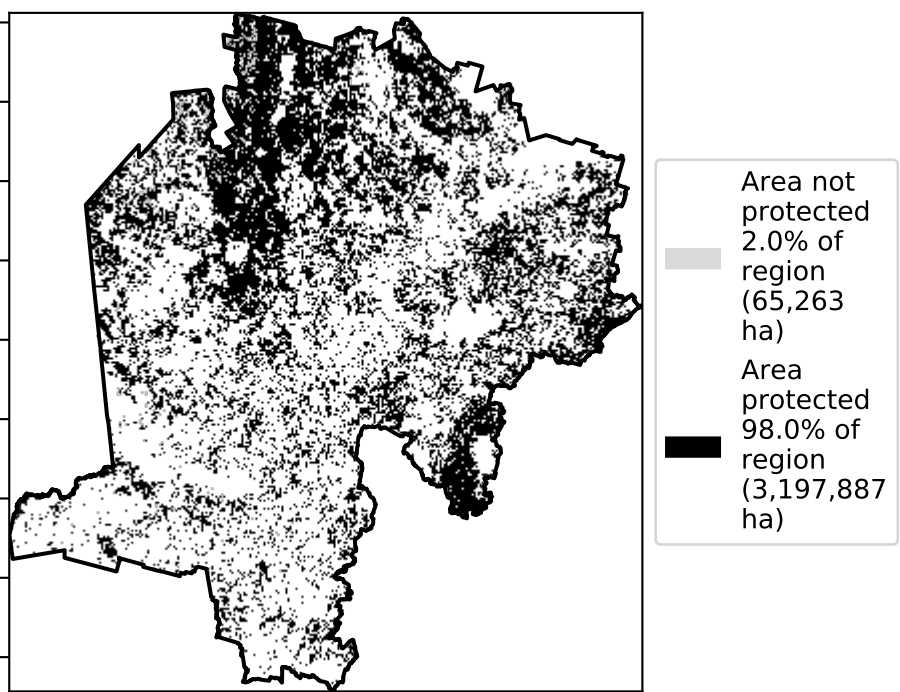 Area not
protected
2.0% of
region
(65,263
ha)
Area
protected
98.0% of
region
(3,197,887
ha)